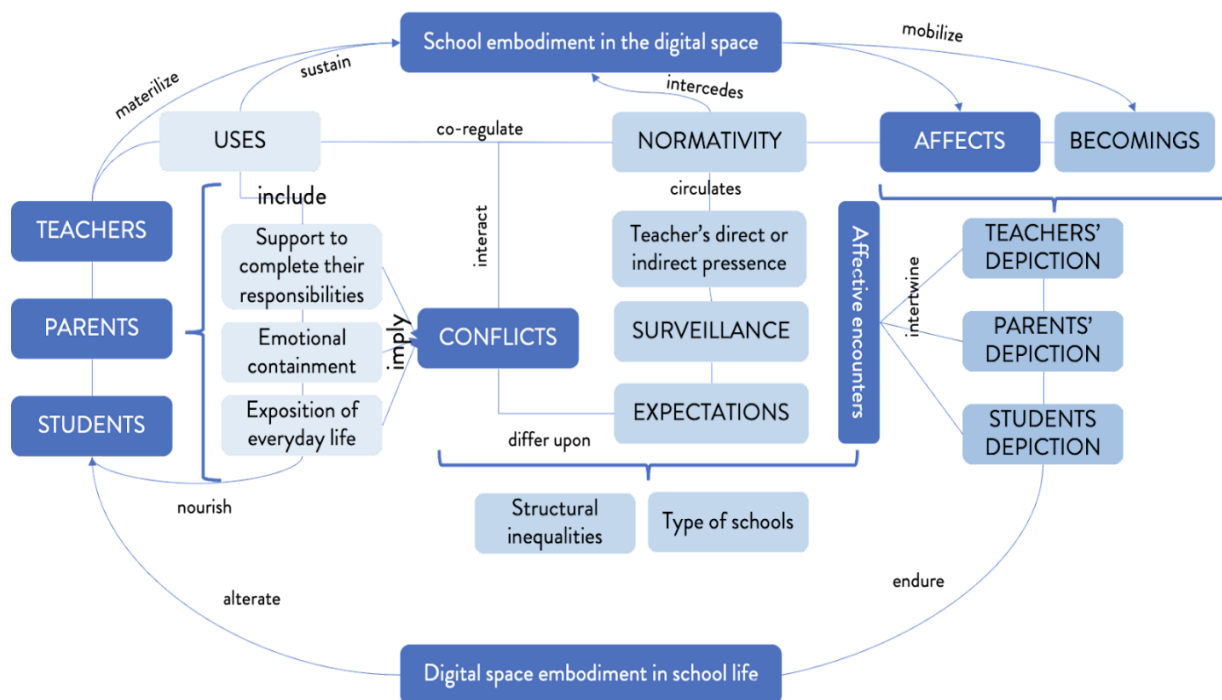 School embodiment in the digital space
mobilize
materilize
sustain
intercedes
USES
co-regulate
NORMATIVITY
AFFECTS
BECOMINGS
include
circulates
TEACHERS
Support to
complete their
responsibilities
interact
Teacher's direct or
indirect pressence
Affective encounters
intertwine
TEACHERS'
DEPICTION
PARENTS
Emotional
containment
imply
CONFLICTS
SURVEILLANCE
PARENTS'
DEPICTION
STUDENTS
Exposition of
everyday life
EXPECTATIONS
STUDENTS
DEPICTION
differ upon
nourish
Structural
inequalities
Type of schools
endure
alterate
Digital space embodiment in school life